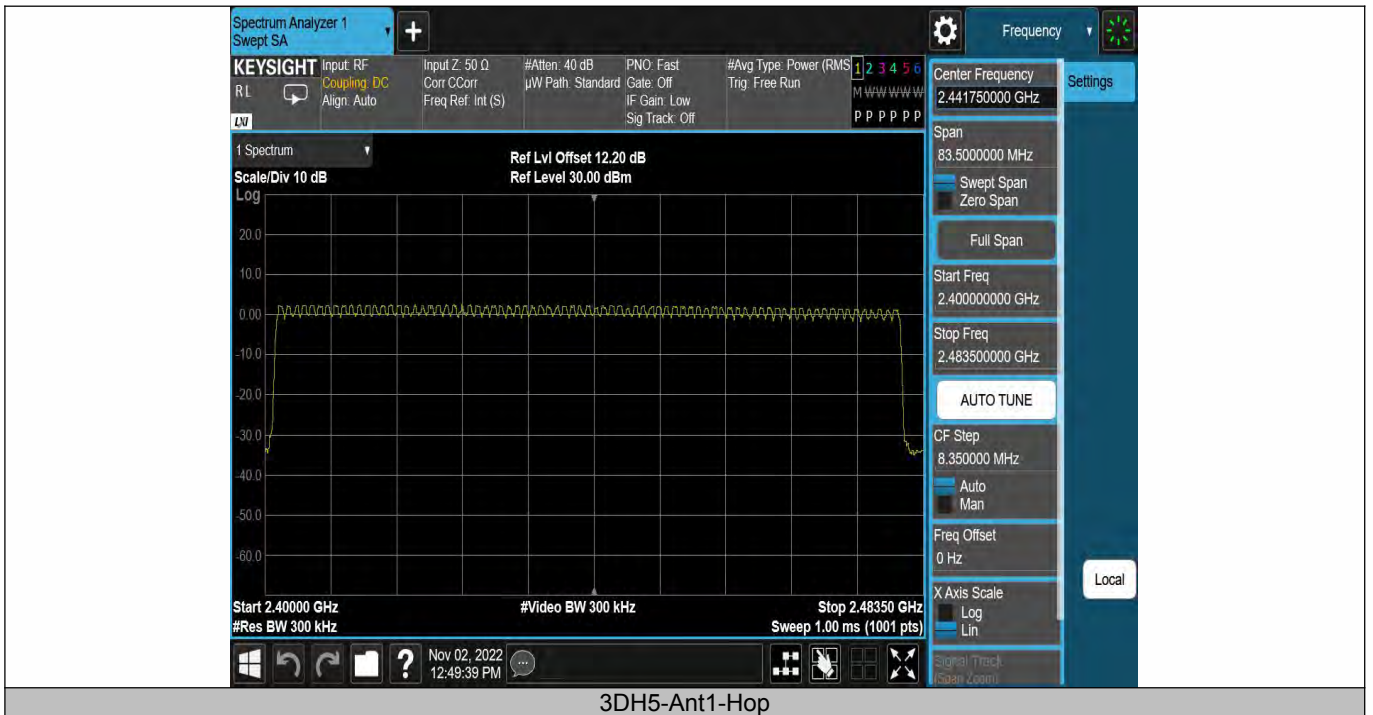 Spectrum Analyzer 1
Swept SA
+
Frequency
KEYSIGHT
RL
LXI
Input: RF
Coupling: DC
Align: Auto
Input Z: 50 Ω
Corr CCorr
Freq Ref: Int (S)
#Atten: 40 dB
µW Path: Standard
PNO: Fast
Gate: Off
IF Gain: Low
Sig Track: Off
#Avg Type: Power (RMS
Trig: Free Run
1 2 3 4 5 6
M W W W W W
P P P P P P
1 Spectrum
Scale/Div 10 dB
Ref Lvl Offset 12.20 dB
Ref Level 30.00 dBm
Log
20.0
10.0
0.00
-10.0
-20.0
-30.0
-40.0
-50.0
-60.0
Start 2.40000 GHz
#Res BW 300 kHz
#Video BW 300 kHz
Stop 2.48350 GHz
Sweep 1.00 ms (1001 pts)
Nov 02, 2022
12:49:39 PM
?
Center Frequency
2.441750000 GHz
Settings
Span
83.5000000 MHz
Swept Span
Zero Span
Full Span
Start Freq
2.400000000 GHz
Stop Freq
2.483500000 GHz
AUTO TUNE
CF Step
8.350000 MHz
Auto
Man
Freq Offset
0 Hz
X Axis Scale
Log
Lin
Local
Signal Track
(Span Zoom)
3DH5-Ant1-Hop